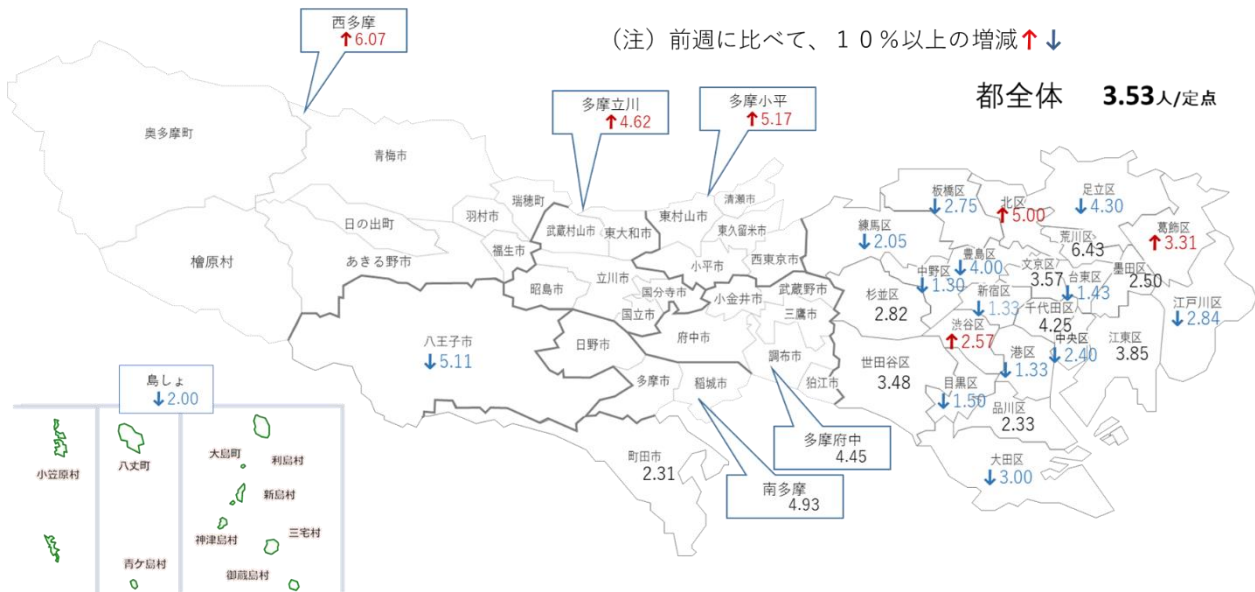 西多摩
↑6.07
（注）前週に比べて、１０％以上の増減↑↓
都全体 3.53人/定点
多摩立川
↑4.62
多摩小平
↑5.17
奥多摩町
青梅市
日の出町
瑞穂町
羽村市
福生市
檜原村
あきる野市
武蔵村山市
東大和市
東村山市
清瀬市
東久留米市
小平市
西東京市
昭島市
立川市
国分寺市
国立市
小金井市
武蔵野市
三鷹市
府中市
調布市
狛江市
八王子市
↓5.11
日野市
多摩市
稲城市
町田市
2.31
多摩府中
4.45
南多摩
4.93
板橋区
↓2.75
北区
↑5.00
足立区
↓4.30
練馬区
↓2.05
豊島区
↓4.00
荒川区
6.43
葛飾区
↑3.31
中野区
↓1.30
文京区
3.57
台東区
↓1.43
墨田区
2.50
杉並区
2.82
新宿区
↓1.33
千代田区
4.25
江戸川区
↓2.84
渋谷区
↑2.57
港区
↓1.33
中央区
↓2.40
江東区
3.85
世田谷区
3.48
目黒区
↓1.50
品川区
2.33
大田区
↓3.00
島しょ
↓2.00
小笠原村
八丈町
青ケ島村
大島町
利島村
新島村
神津島村
三宅村
御蔵島村